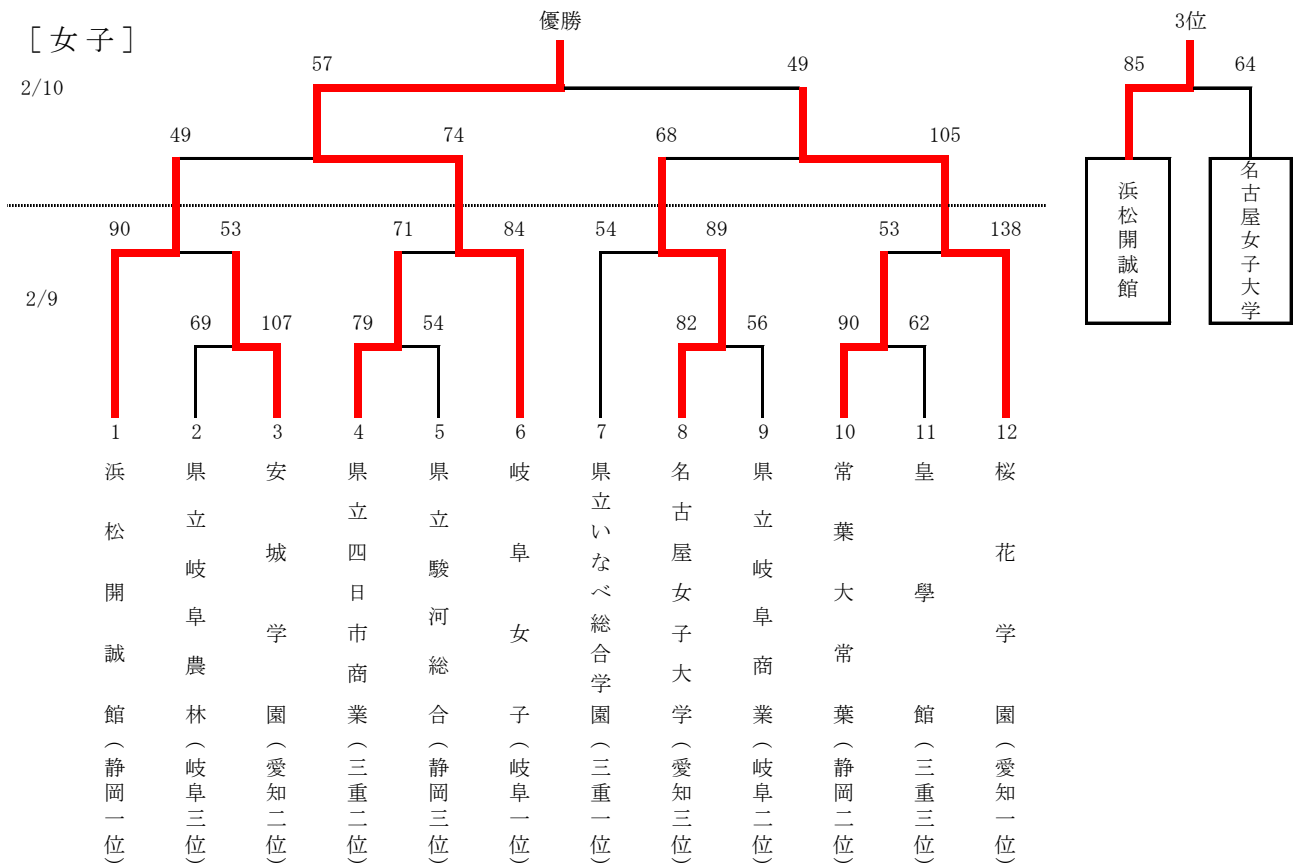 [女子]
優勝
3位
57
49
85
64
2/10
49
74
68
105
90
53
71
84
54
89
53
138
2/9
69
107
79
54
82
56
90
62
浜松開誠館
名古屋女子大学
1
2
3
4
5
6
7
8
9
10
11
12
浜松開誠館(静岡一位)
県立岐阜農林(岐阜三位)
安城学園(愛知二位)
県立四日市商業(三重二位)
県立駿河総合(静岡三位)
岐阜女子(岐阜一位)
県立いなべ総合学園(三重一位)
名古屋女子大学(愛知三位)
県立岐阜商業(岐阜二位)
常葉大常葉(静岡二位)
皇學館(三重三位)
桜花学園(愛知一位)